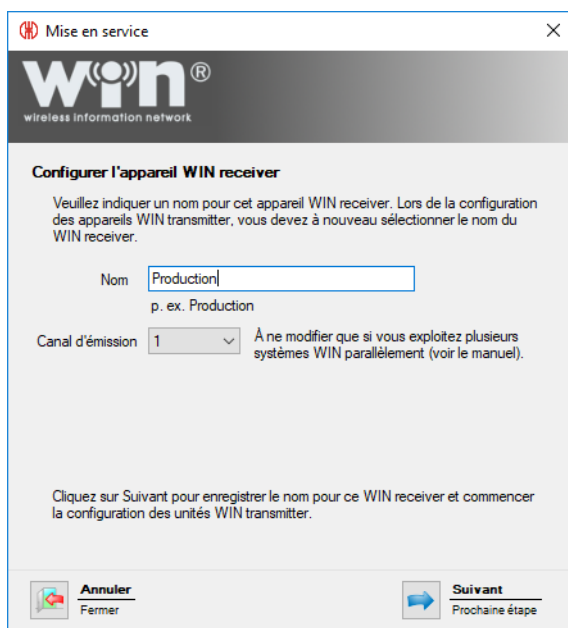 Mise en service
WiN®
wireless information network
Configurer l'appareil WIN receiver
Veuillez indiquer un nom pour cet appareil WIN receiver. Lors de la configuration
des appareils WIN transmitter, vous devez à nouveau sélectionner le nom du
WIN receiver.
Nom Production
p. ex. Production
Canal d'émission 1 À ne modifier que si vous exploitez plusieurs
systèmes WIN parallèlement (voir le manuel).
Cliquez sur Suivant pour enregistrer le nom pour ce WIN receiver et commencer
la configuration des unités WIN transmitter.
Annuler Suivant
Fermer Prochaine étape